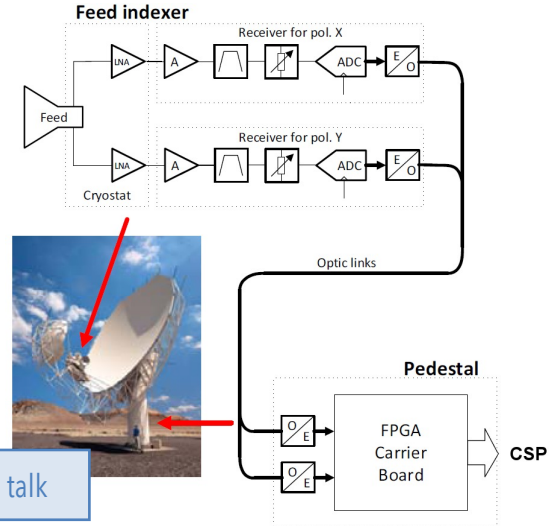 Feed indexer
Receiver for pol. X
LNA
A
ADC
E
O
Feed
Receiver for pol. Y
LNA
A
ADC
E
O
Cryostat
Optic links
Pedestal
O
E
FPGA
Carrier
Board
CSP
O
E
talk